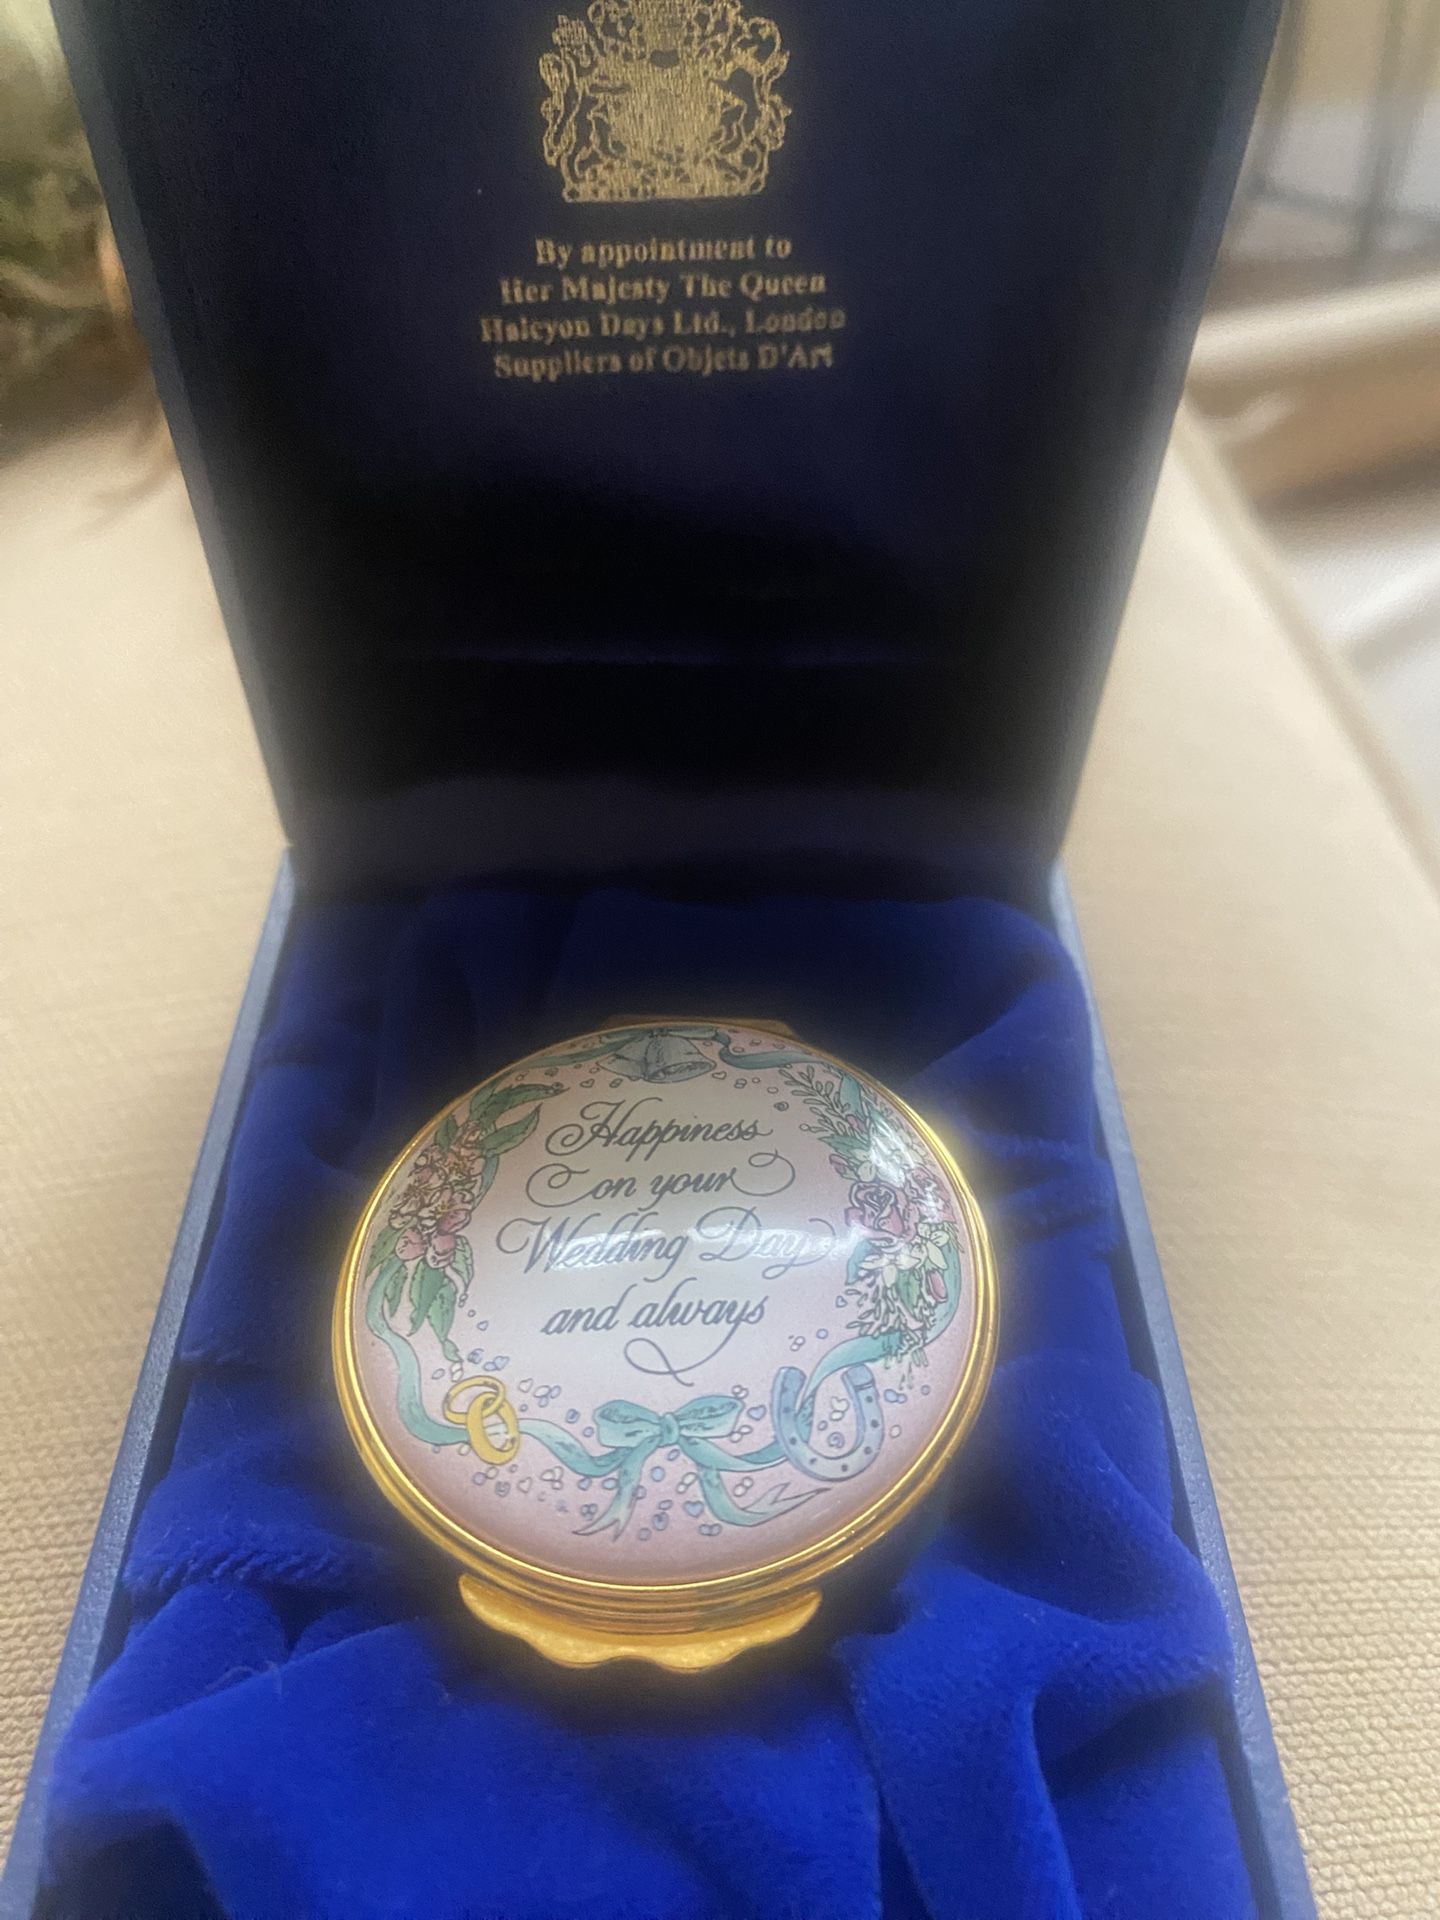 By appointment to
Her Majesty The Queen
Halcyon Days Ltd., London
Suppliers of Objets D'Art
Happiness
on your
Wedding Day
and always